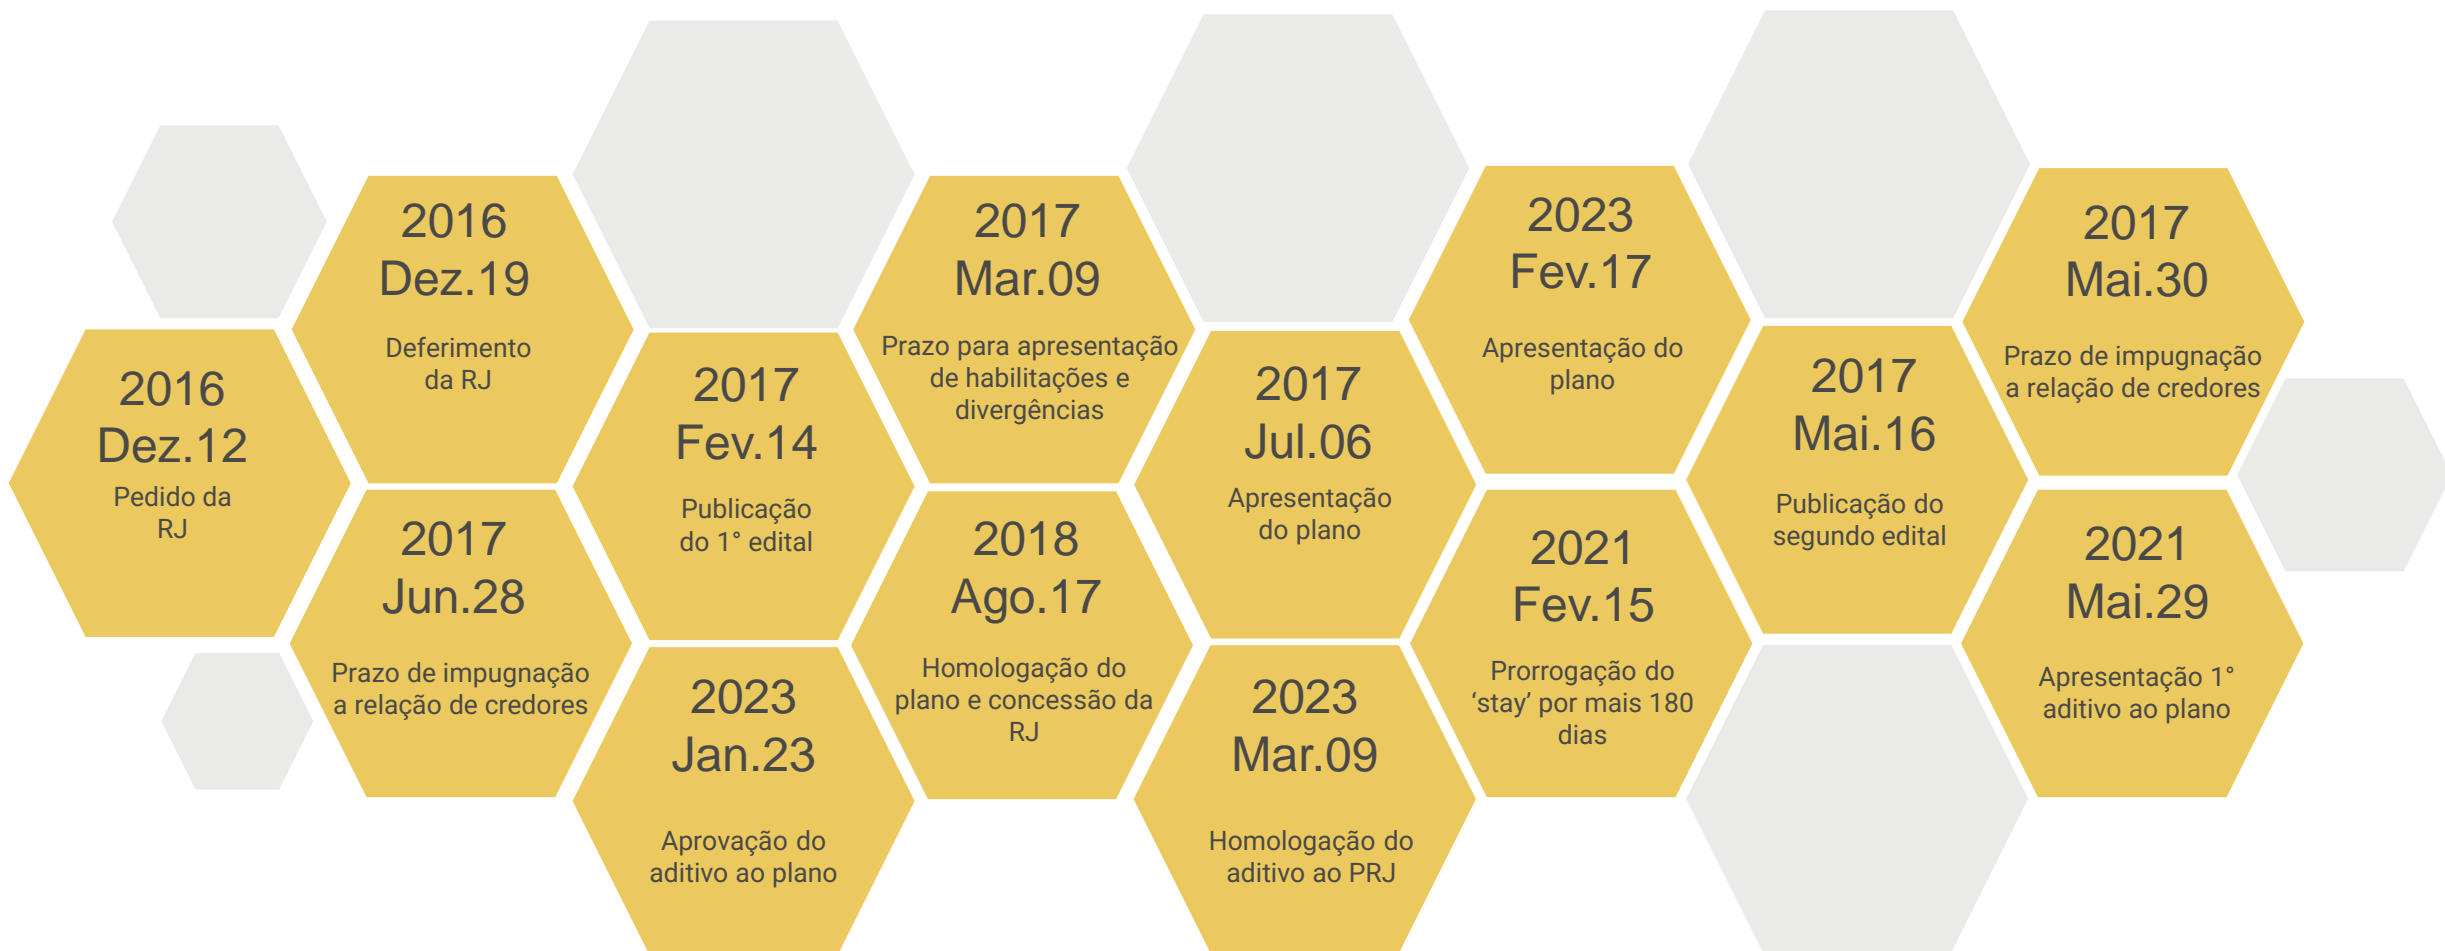 2016
Dez.12
Pedido da
RJ
2016
Dez.19
Deferimento
da RJ
2017
Fev.14
Publicação
do 1° edital
2017
Mar.09
Prazo para apresentação
de habilitações e
divergências
2017
Jul.06
Apresentação
do plano
2023
Fev.17
Apresentação do
plano
2017
Mai.16
Publicação do
segundo edital
2017
Mai.30
Prazo de impugnação
a relação de credores
2017
Jun.28
Prazo de impugnação
a relação de credores
2023
Jan.23
Aprovação do
aditivo ao plano
2018
Ago.17
Homologação do
plano e concessão da
RJ
2023
Mar.09
Homologação do
aditivo ao PRJ
2021
Fev.15
Prorrogação do
‘stay’ por mais 180
dias
2021
Mai.29
Apresentação 1°
aditivo ao plano